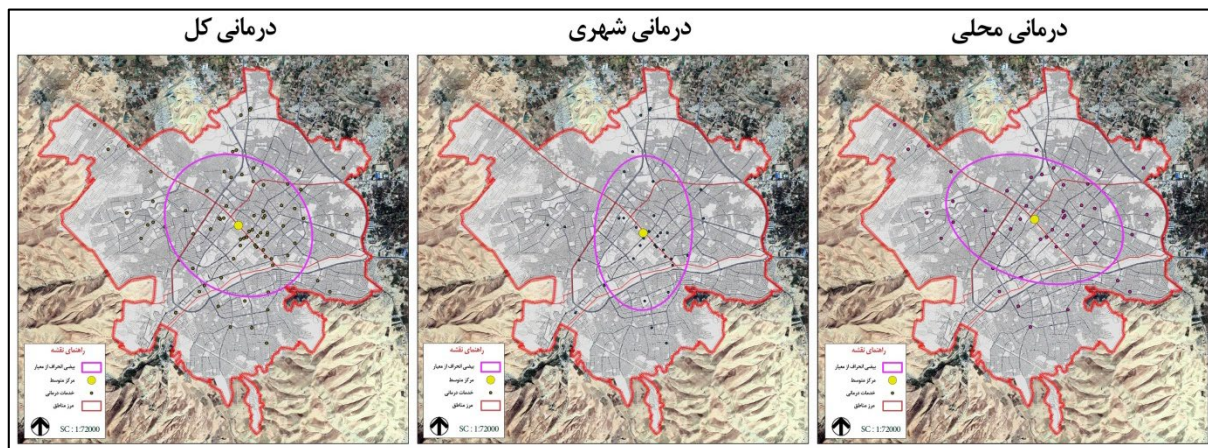 درمانی محلی
درمانی شهری
درمانی کل
راهنمای نقشه
بیضی انحراف از معیار
مرکز متوسط
خدمات درمانی
مرز مناطق
SC : 1:72000
راهنمای نقشه
بیضی انحراف از معیار
مرکز متوسط
خدمات درمانی
مرز مناطق
SC : 1:72000
راهنمای نقشه
بیضی انحراف از معیار
مرکز متوسط
خدمات درمانی
مرز مناطق
SC : 1:72000